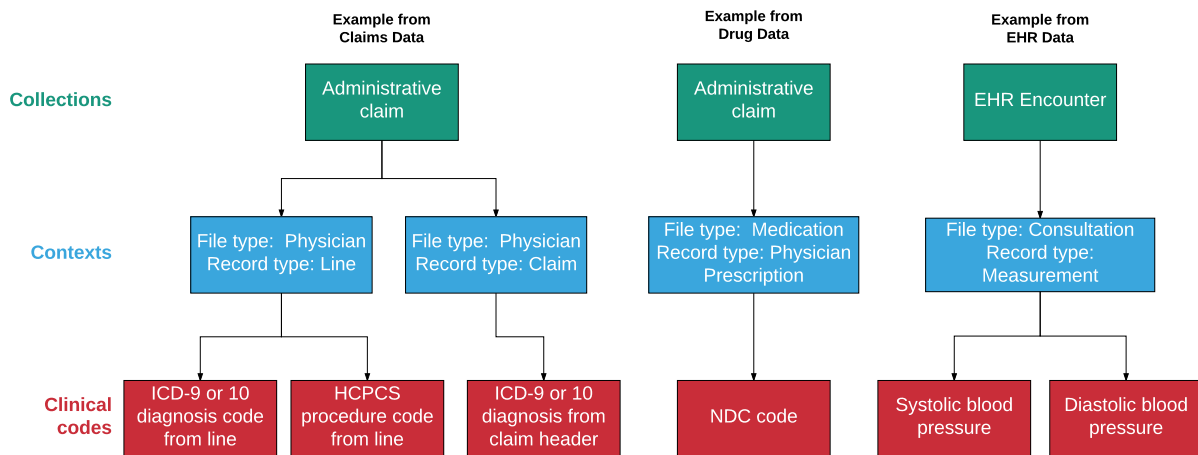 Example from
Claims Data
Example from
Drug Data
Example from
EHR Data
Collections
Administrative
claim
Administrative
claim
EHR Encounter
Contexts
File type:  Physician
Record type: Line
File type:  Physician
Record type: Claim
File type:  Medication
Record type: Physician
Prescription
File type: Consultation
Record type:
Measurement
Clinical
codes
ICD-9 or 10
diagnosis code
from line
HCPCS
procedure code
from line
ICD-9 or 10
diagnosis from
claim header
NDC code
Systolic blood
pressure
Diastolic blood
pressure